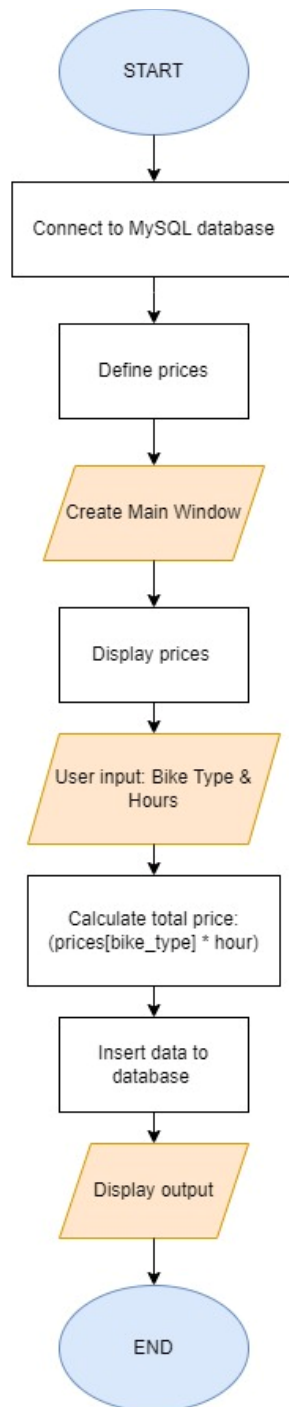 START
Connect to MySQL database
Define prices
Create Main Window
Display prices
User input: Bike Type &
Hours
Calculate total price:
(prices[bike_type] * hour)
Insert data to
database
Display output
END